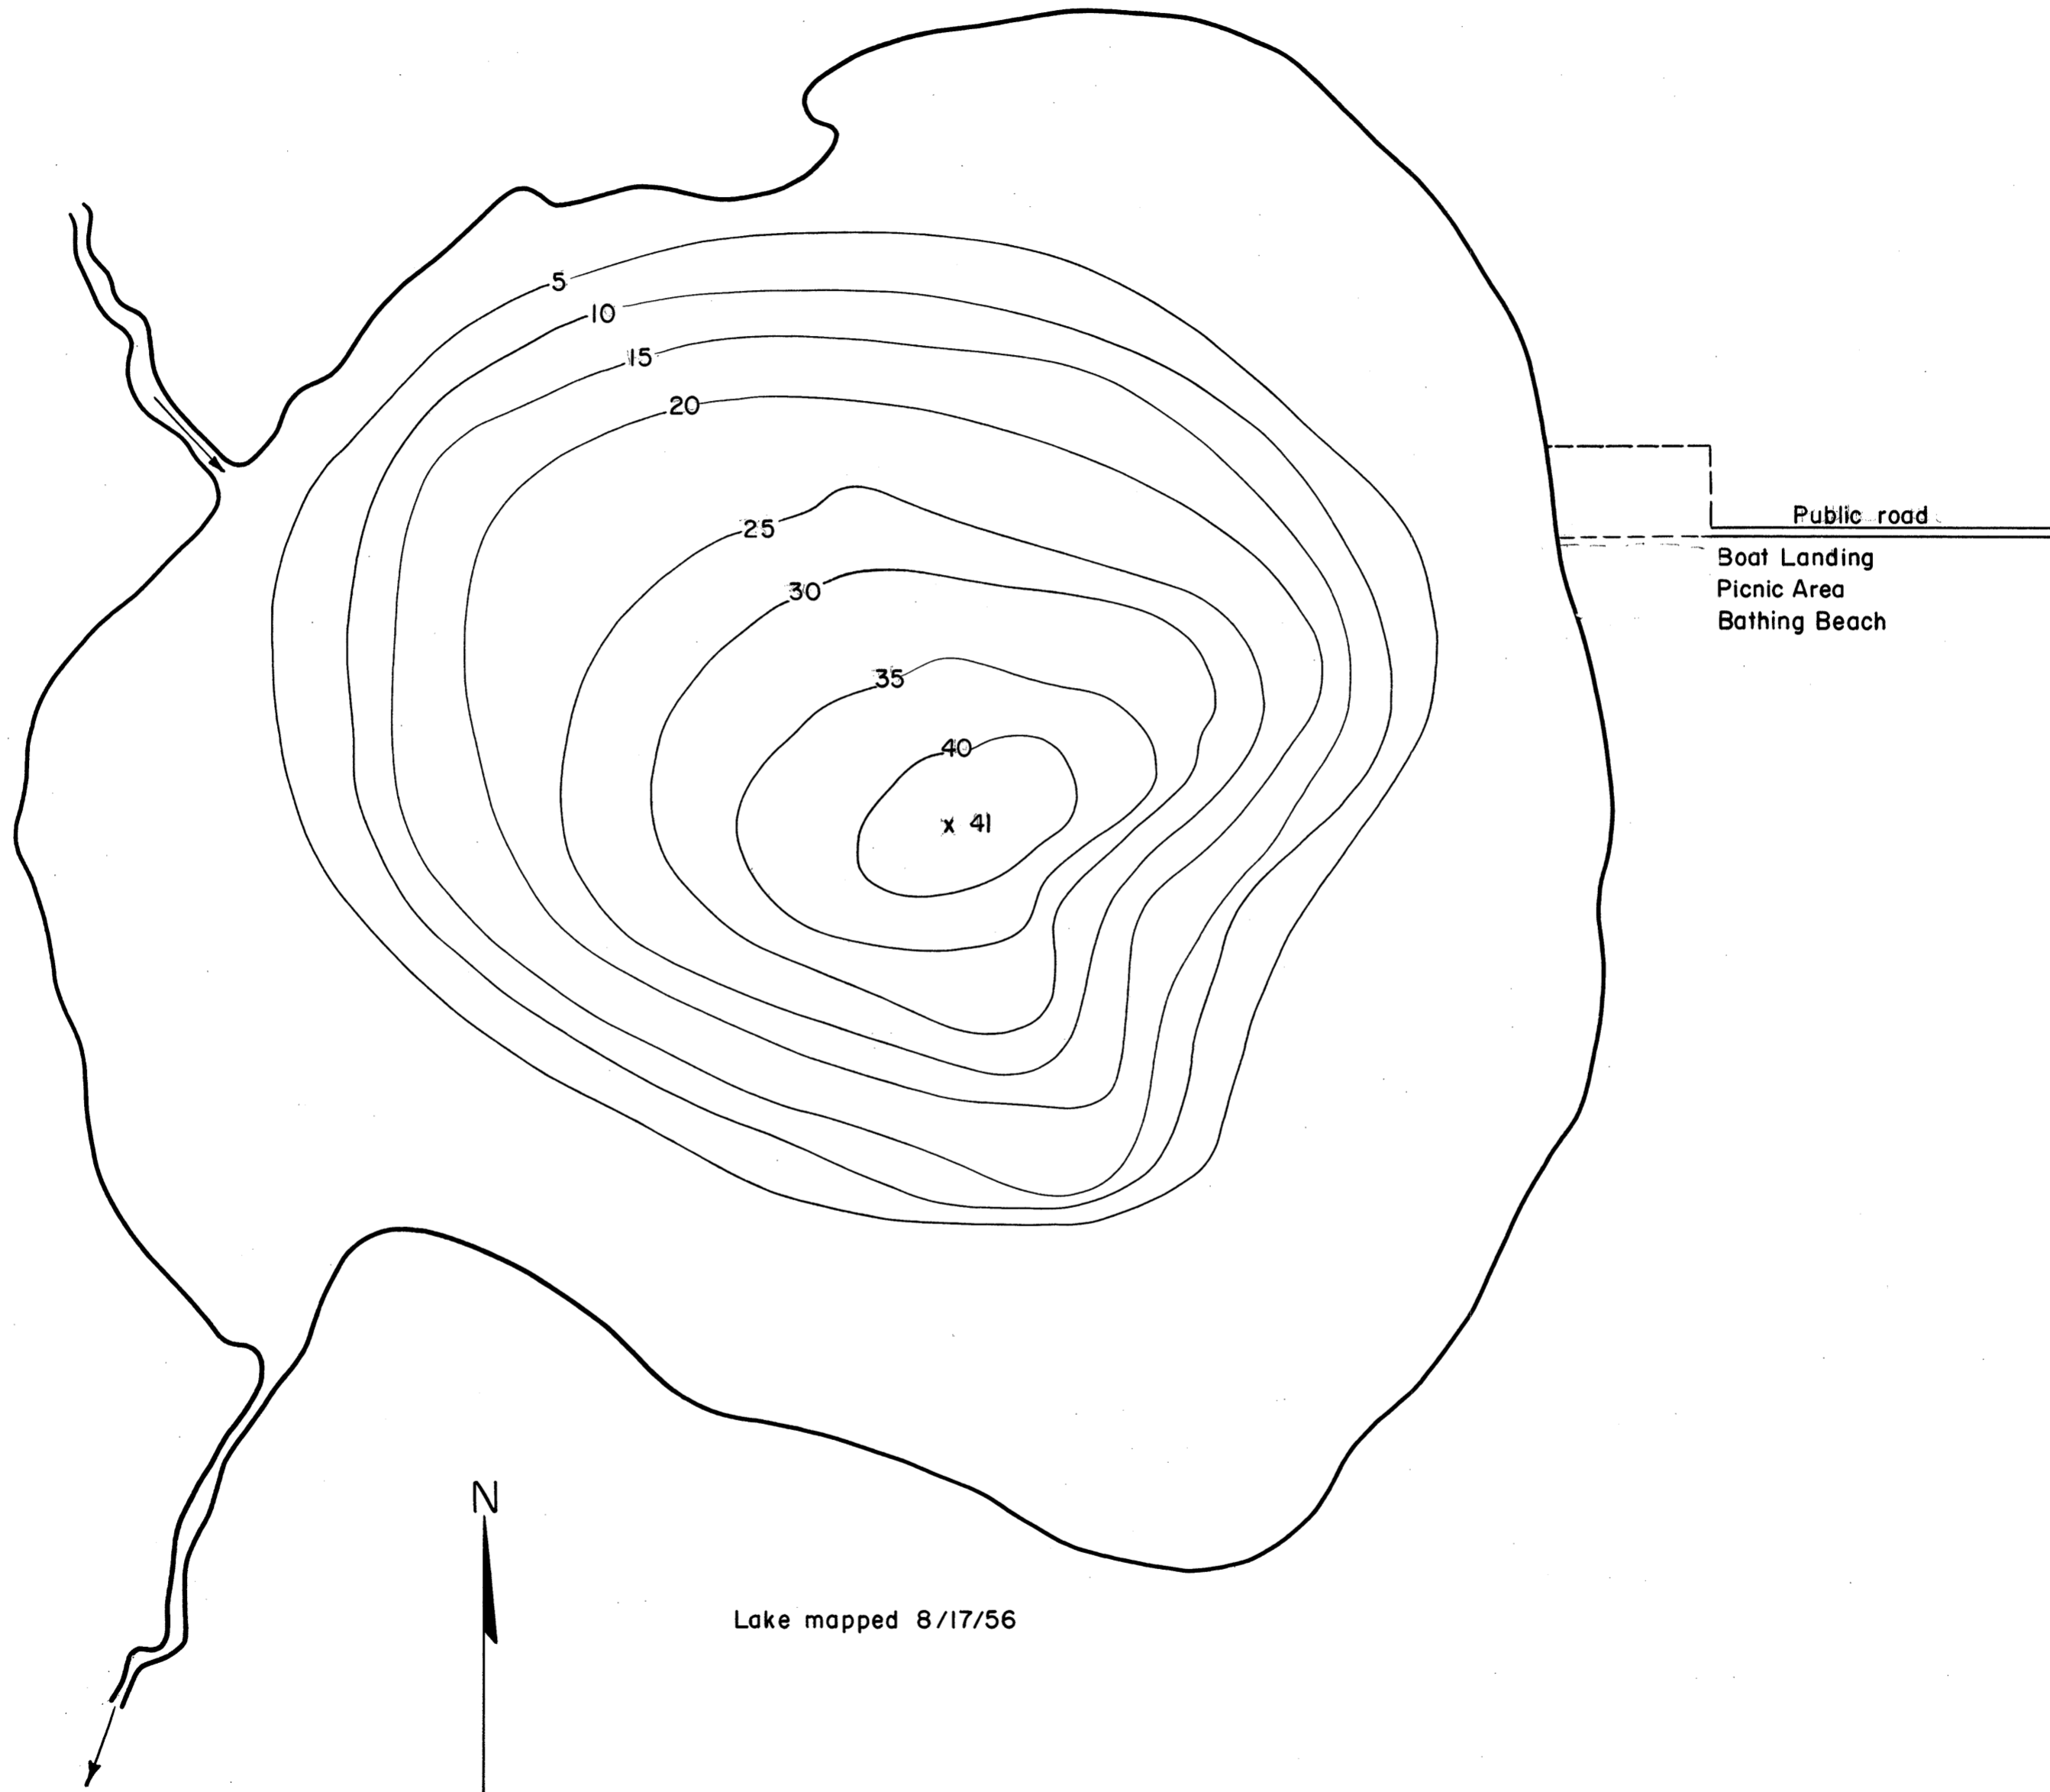 5
10
15
20
25
Public road
Boat Landing
Picnic Area
Bathing Beach
30
35
40
x 41
N
Lake mapped 8/17/56